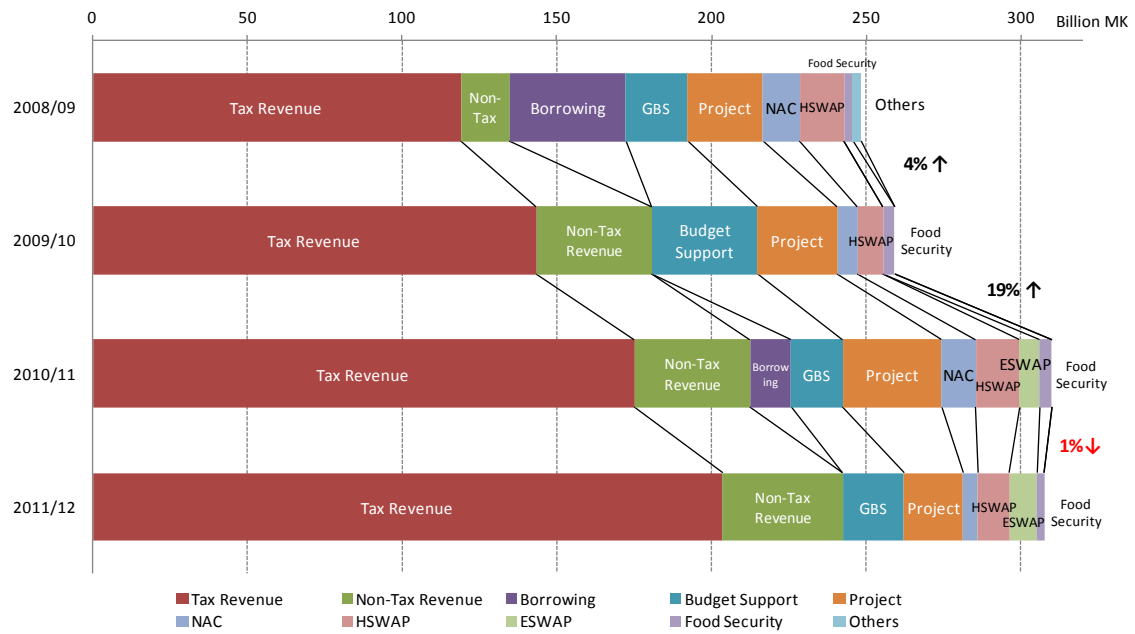 0 50 100 150 200 250 300 Billion MK
Food Security
2008/09
Tax Revenue
Non-
Tax
Borrowing
GBS
Project
NAC
HSWAP
Others
4% ↑
2009/10
Tax Revenue
Non-Tax
Revenue
Budget
Support
Project
HSWAP
Food
Security
19% ↑
2010/11
Tax Revenue
Non-Tax
Revenue
Borrow
ing
GBS
Project
NAC
HSWAP
ESWAP
Food
Security
1%↓
2011/12
Tax Revenue
Non-Tax
Revenue
GBS
Project
HSWAP
ESWAP
Food
Security
Tax Revenue Non-Tax Revenue Borrowing Budget Support Project
NAC HSWAP ESWAP Food Security Others